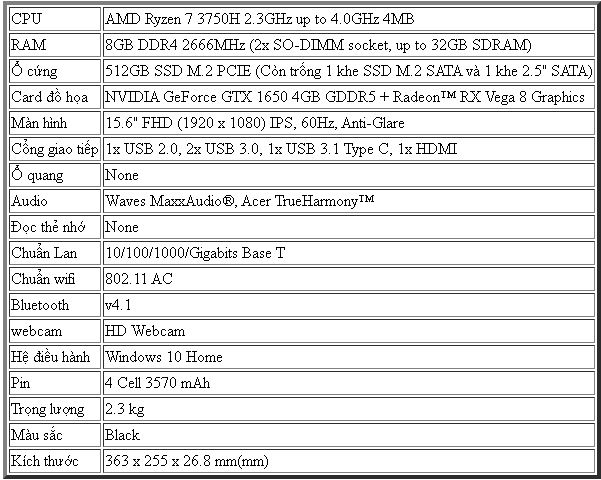 CPU AMD Ryzen 7 3750H 2.3GHz up to 4.0GHz 4MB
RAM 8GB DDR4 2666MHz (2x SO-DIMM socket, up to 32GB SDRAM)
Ổ cứng 512GB SSD M.2 PCIE (Còn trống 1 khe SSD M.2 SATA và 1 khe 2.5" SATA)
Card đồ họa NVIDIA GeForce GTX 1650 4GB GDDR5 + Radeon™ RX Vega 8 Graphics
Màn hình 15.6" FHD (1920 x 1080) IPS, 60Hz, Anti-Glare
Cổng giao tiếp 1x USB 2.0, 2x USB 3.0, 1x USB 3.1 Type C, 1x HDMI
Ổ quang None
Audio Waves MaxxAudio®, Acer TrueHarmony™
Đọc thẻ nhớ None
Chuẩn Lan 10/100/1000/Gigabits Base T
Chuẩn wifi 802.11 AC
Bluetooth v4.1
webcam HD Webcam
Hệ điều hành Windows 10 Home
Pin 4 Cell 3570 mAh
Trọng lượng 2.3 kg
Màu sắc Black
Kích thước 363 x 255 x 26.8 mm(mm)